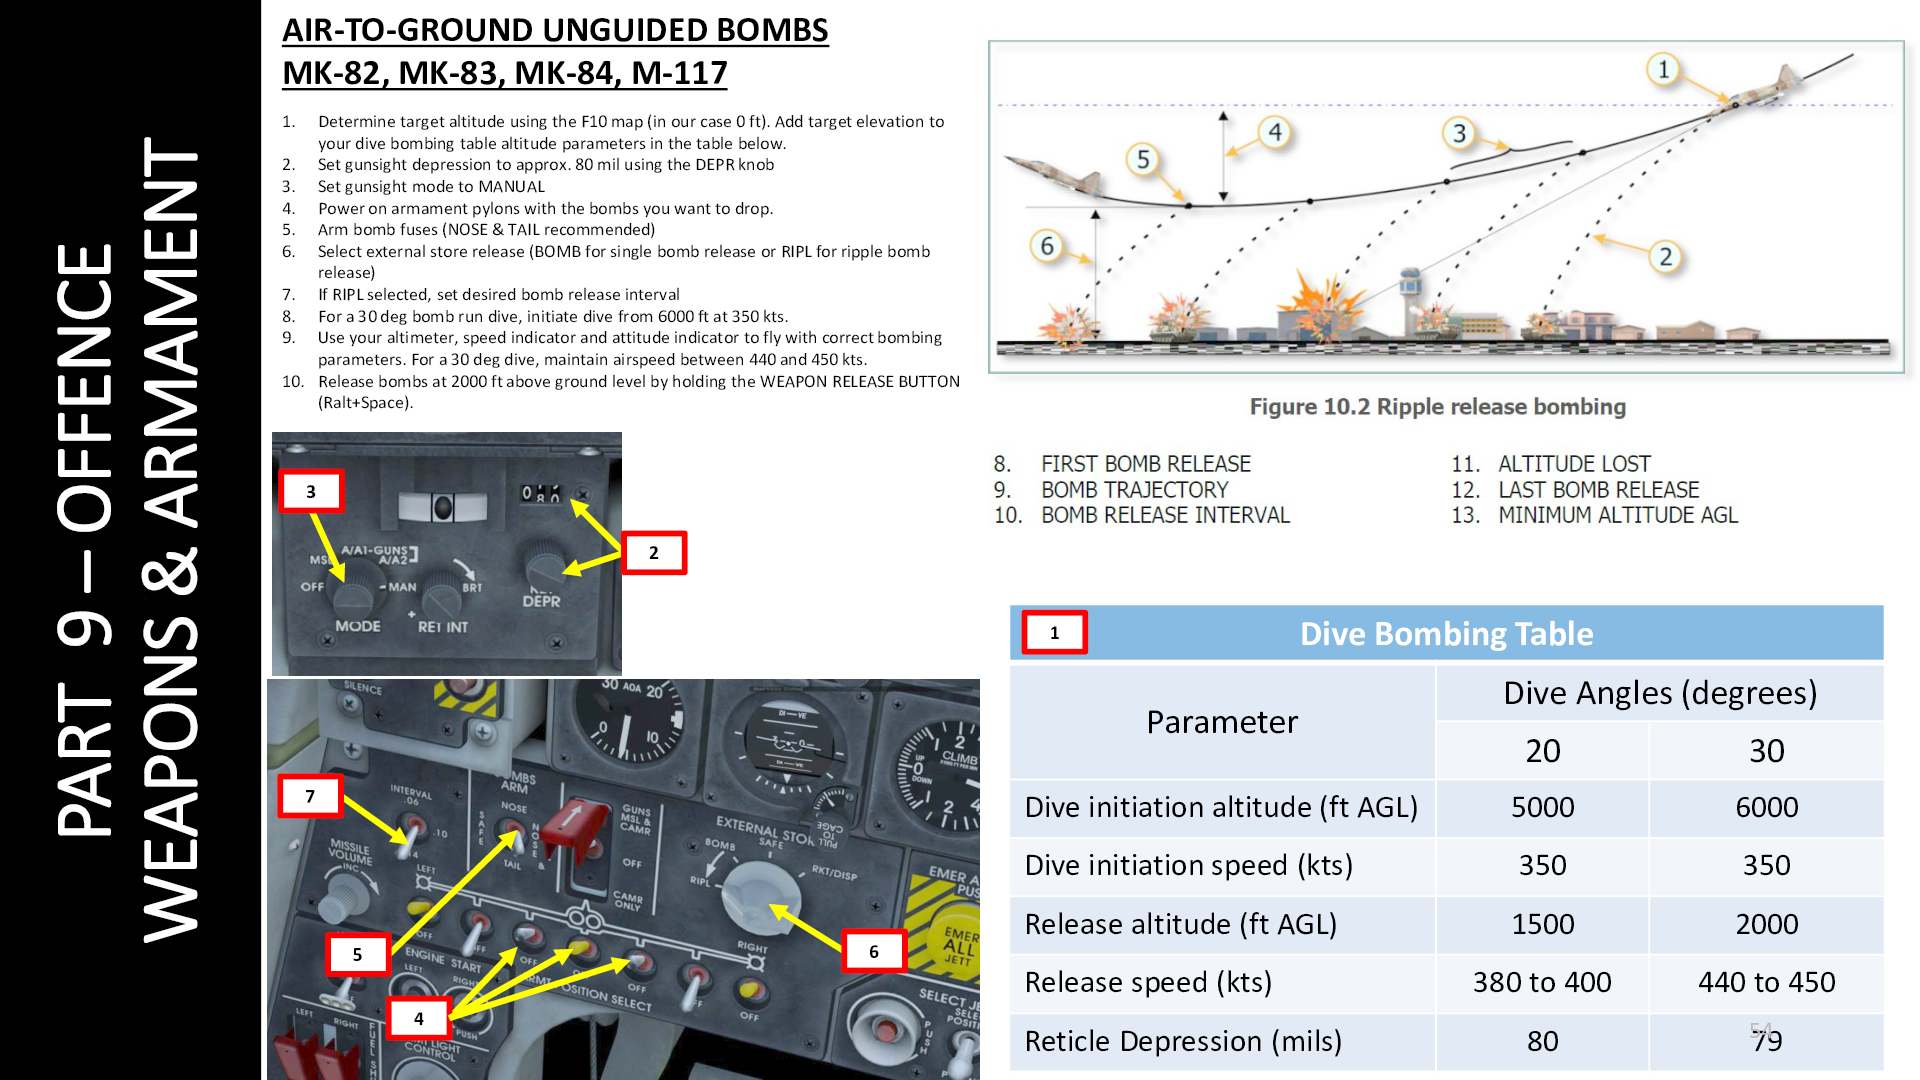 PART 9 – OFFENCE
WEAPONS & ARMAMENT
AIR-TO-GROUND UNGUIDED BOMBS
MK-82, MK-83, MK-84, M-117
1. Determine target altitude using the F10 map (in our case 0 ft). Add target elevation to
your dive bombing table altitude parameters in the table below.
2. Set gunsight depression to approx. 80 mil using the DEPR knob
3. Set gunsight mode to MANUAL
4. Power on armament pylons with the bombs you want to drop.
5. Arm bomb fuses (NOSE & TAIL recommended)
6. Select external store release (BOMB for single bomb release or RIPL for ripple bomb
release)
7. If RIPL selected, set desired bomb release interval
8. For a 30 deg bomb run dive, initiate dive from 6000 ft at 350 kts.
9. Use your altimeter, speed indicator and attitude indicator to fly with correct bombing
parameters. For a 30 deg dive, maintain airspeed between 440 and 450 kts.
10. Release bombs at 2000 ft above ground level by holding the WEAPON RELEASE BUTTON
(Ralt+Space).
1
4
3
5
6
2
Figure 10.2 Ripple release bombing
8. FIRST BOMB RELEASE
9. BOMB TRAJECTORY
10. BOMB RELEASE INTERVAL
11. ALTITUDE LOST
12. LAST BOMB RELEASE
13. MINIMUM ALTITUDE AGL
3
2
A/A1-GUNS
A/A2
OFF
MAN
BRT
DEPR
MODE
RET INT
SILENCE
30 AOA 20
0
10
DI—VE
DI—VE
2
CLIMB
UP
0
DOWN
2
4
7
INTERVAL
.06
.10
ARM
NOSE
SAFE
NOSE &
TAIL
GUNS
MSL &
CAMR
OFF
CAMR
ONLY
EXTERNAL
SAFE
BOMB
RIPL
RKT/DISP
PULL TO CAGE
MISSILE
VOLUME
INC
LEFT
RIGHT
OFF
OFF
OFF
OFF
5
6
4
ENGINE START
LEFT
RIGHT
PUSH
POSITION SELECT
EMER
ALL
JETT
SELECT
PUSH
LEFT
RIGHT
LIGHT
CONTROL
1
Dive Bombing Table
Parameter
Dive Angles (degrees)
20 30
Dive initiation altitude (ft AGL) 5000 6000
Dive initiation speed (kts) 350 350
Release altitude (ft AGL) 1500 2000
Release speed (kts) 380 to 400 440 to 450
Reticle Depression (mils) 80 79
54